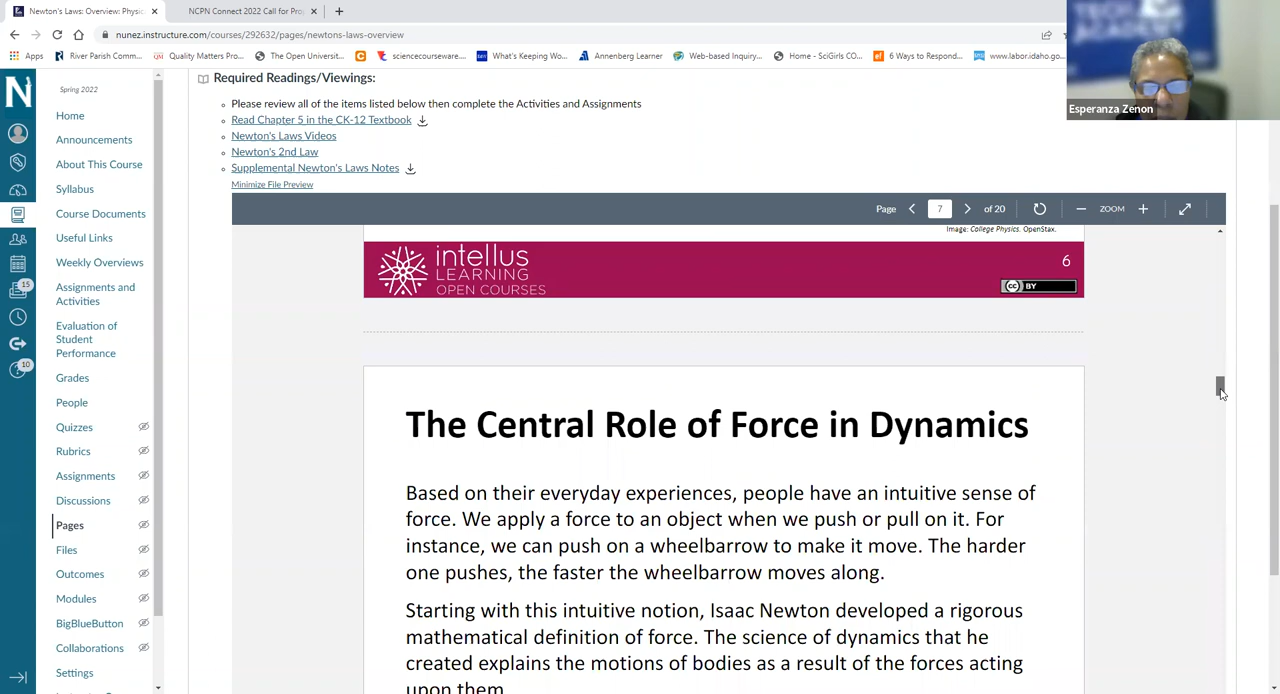 Newton's Laws: Overview: Physi
NCPN Connect 2022 Call for Pro
nunez.instructure.com/courses/292632/pages/newtons-laws-overview
Apps
River Parish Comm...
Quality Matters Pro...
The Open Universit...
sciencecourseware....
What's Keeping Wo...
Annenberg Learner
Web-based Inquiry...
Home – SciGirls CO...
6 Ways to Respond...
www.labor.idaho.go...
TECH
ACADEMY
Esperanza Zenon
N
Spring 2022
Home
Announcements
About This Course
Syllabus
Course Documents
Useful Links
Weekly Overviews
Assignments and
Activities
Evaluation of
Student
Performance
Grades
People
Quizzes
Rubrics
Assignments
Discussions
Pages
Files
Outcomes
Modules
BigBlueButton
Collaborations
Settings
15
10
Required Readings/Viewings:
Please review all of the items listed below then complete the Activities and Assignments
Read Chapter 5 in the CK-12 Textbook
Newton's Laws Videos
Newton's 2nd Law
Supplemental Newton's Laws Notes
Minimize File Preview
Page 7 of 20 ZOOM
Image: College Physics. OpenStax.
intellus
LEARNING
OPEN COURSES
6
CC BY
The Central Role of Force in Dynamics
Based on their everyday experiences, people have an intuitive sense of
force. We apply a force to an object when we push or pull on it. For
instance, we can push on a wheelbarrow to make it move. The harder
one pushes, the faster the wheelbarrow moves along.
Starting with this intuitive notion, Isaac Newton developed a rigorous
mathematical definition of force. The science of dynamics that he
created explains the motions of bodies as a result of the forces acting
upon them